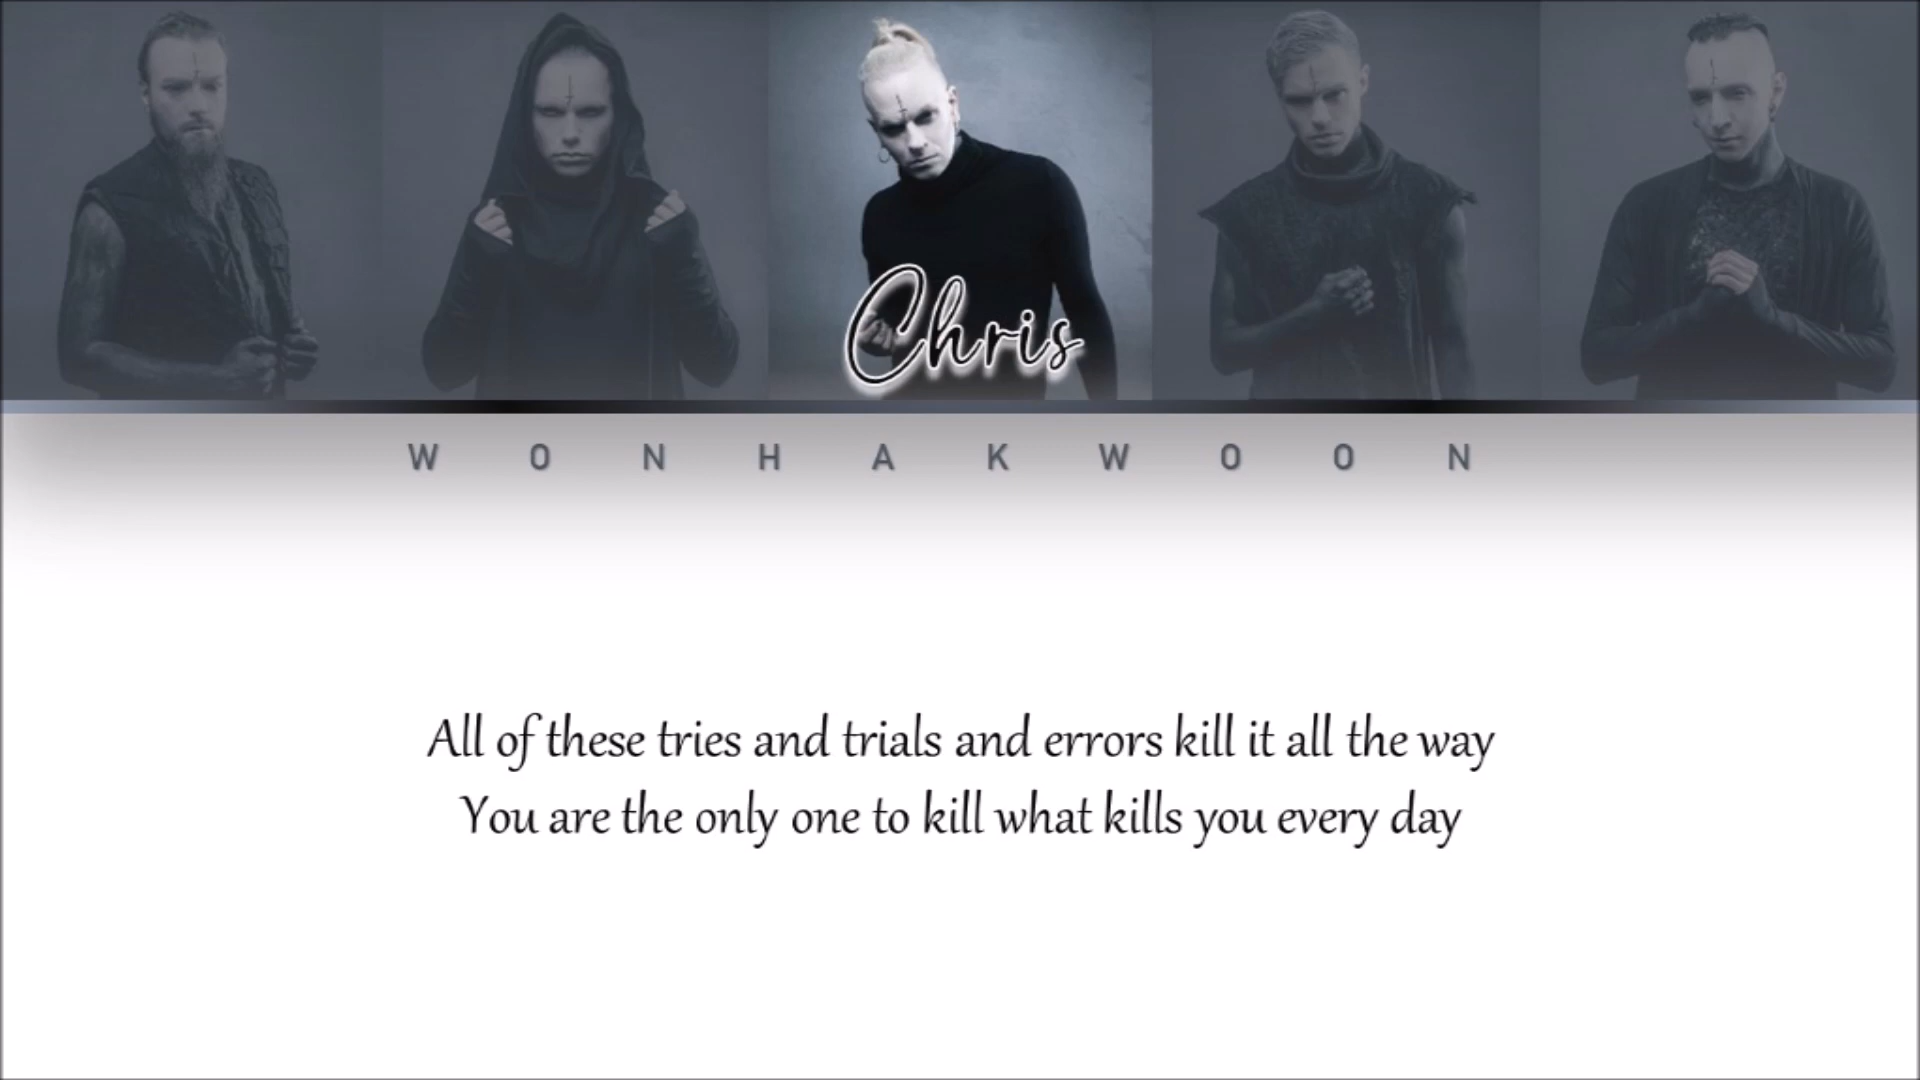 Chris
WONHAKWOON
All of these tries and trials and errors kill it all the way
You are the only one to kill what kills you every day